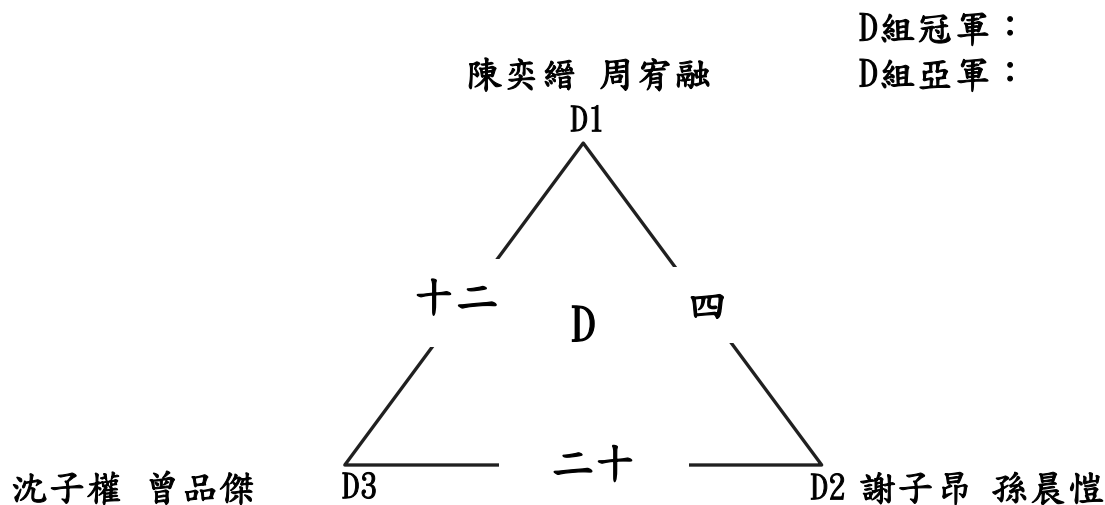 D組冠軍：
D組亞軍：
陳奕縉 周宥融
D1
十二
D
四
二十
沈子權 曾品傑
D3
D2 謝子昂 孫晨愷